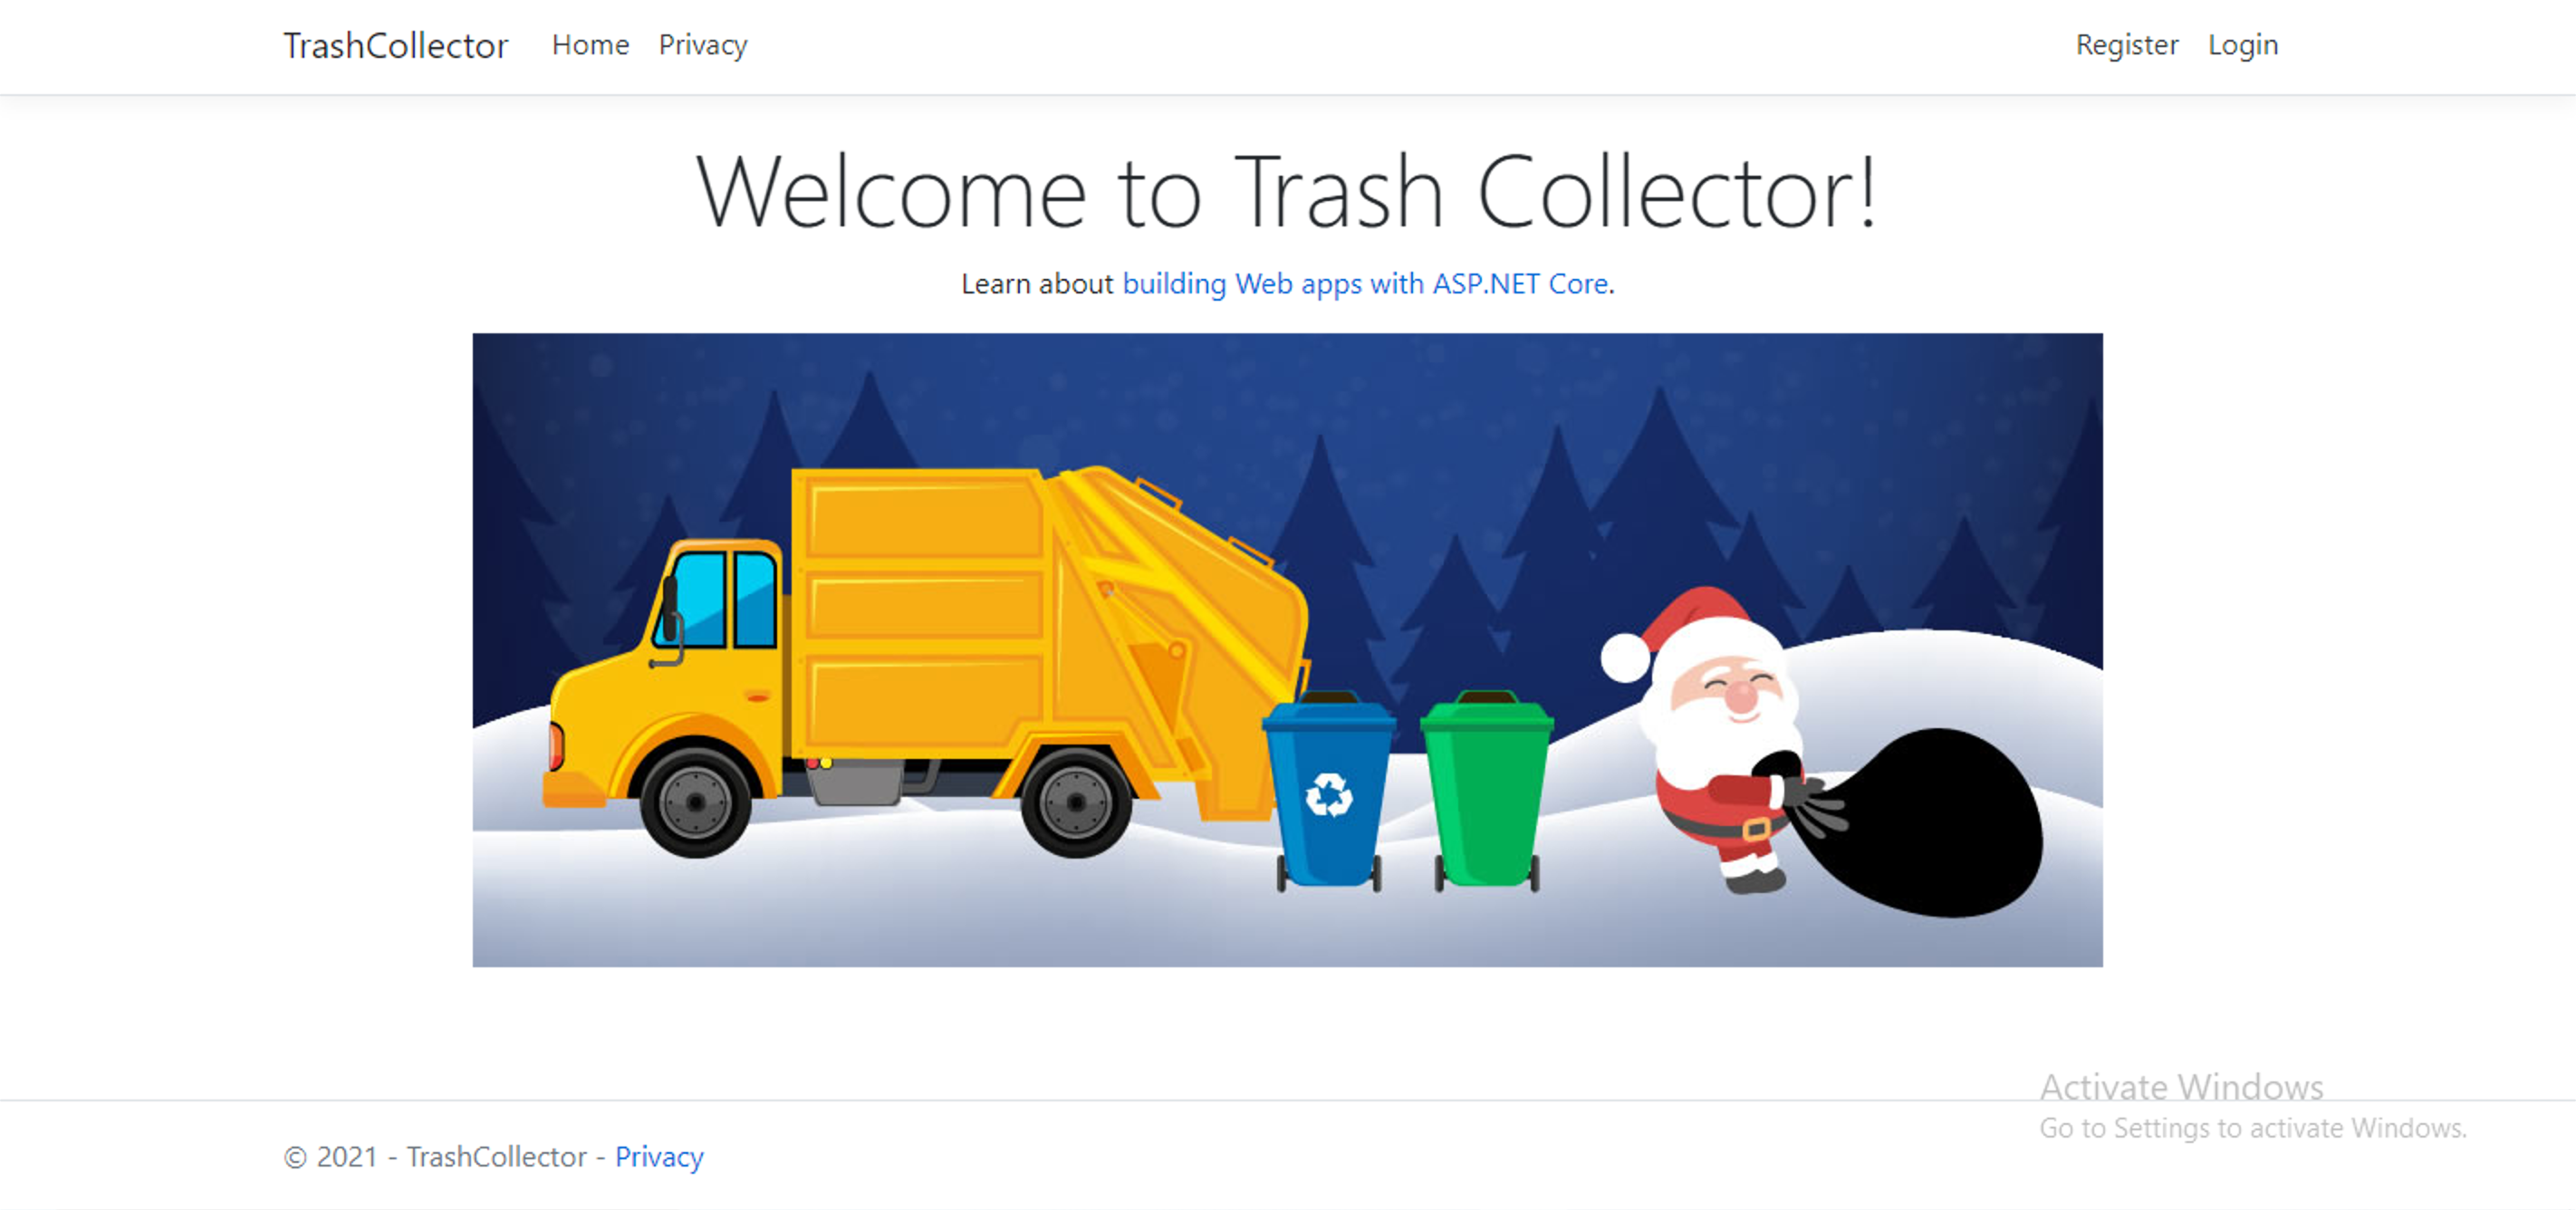 TrashCollector Home Privacy Register Login
Welcome to Trash Collector!
Learn about building Web apps with ASP.NET Core.
Activate Windows
Go to Settings to activate Windows.
© 2021 - TrashCollector - Privacy